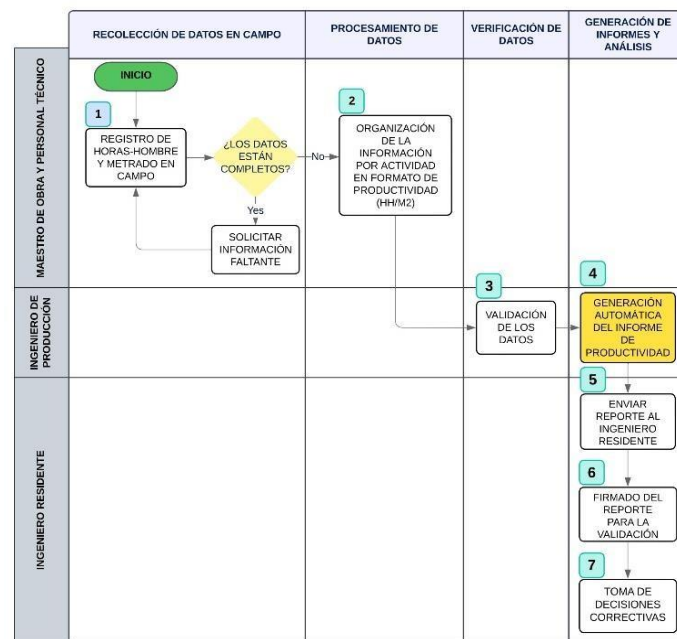 RECOLECCIÓN DE DATOS EN CAMPO
PROCESAMIENTO DE
DATOS
VERIFICACIÓN DE
DATOS
GENERACIÓN DE
INFORMES Y
ANÁLISIS
MAESTRO DE OBRA Y PERSONAL TÉCNICO
INICIO
1
REGISTRO DE
HORAS-HOMBRE
Y METRADO EN
CAMPO
¿LOS DATOS
ESTÁN
COMPLETOS?
No
Yes
SOLICITAR
INFORMACIÓN
FALTANTE
2
ORGANIZACIÓN
DE LA
INFORMACIÓN
POR ACTIVIDAD
EN FORMATO DE
PRODUCTIVIDAD
(HH/M2)
INGENIERO DE
PRODUCCIÓN
3
VALIDACIÓN
DE LOS
DATOS
4
GENERACIÓN
AUTOMÁTICA
DEL INFORME
DE
PRODUCTIVIDAD
INGENIERO RESIDENTE
5
ENVIAR
REPORTE AL
INGENIERO
RESIDENTE
6
FIRMADO DEL
REPORTE
PARA LA
VALIDACIÓN
7
TOMA DE
DECISIONES
CORRECTIVAS